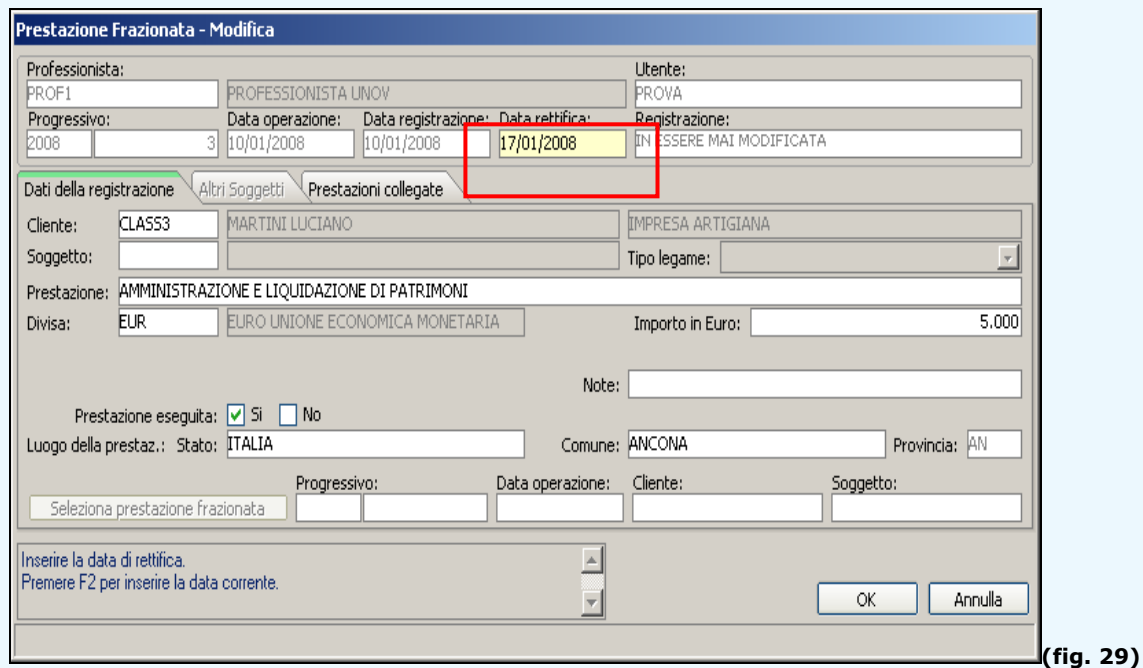 Prestazione Frazionata - Modifica
Professionista: Utente:
PROF1 PROFESSIONISTA UNOV PROVA
Progressivo: Data operazione: Data registrazione: Data rettifica: Registrazione:
2008 3 10/01/2008 10/01/2008 17/01/2008 IN ESSERE MAI MODIFICATA
Dati della registrazione Altri Soggetti Prestazioni collegate
Cliente: CLASS3 MARTINI LUCIANO IMPRESA ARTIGIANA
Soggetto: Tipo legame:
Prestazione: AMMINISTRAZIONE E LIQUIDAZIONE DI PATRIMONI
Divisa: EUR EURO UNIONE ECONOMICA MONETARIA Importo in Euro: 5.000
Note:
Prestazione eseguita: Si No
Luogo della prestaz.: Stato: ITALIA Comune: ANCONA Provincia: AN
Progressivo: Data operazione: Cliente: Soggetto:
Seleziona prestazione frazionata
Inserire la data di rettifica.
Premere F2 per inserire la data corrente.
OK Annulla
(fig. 29)